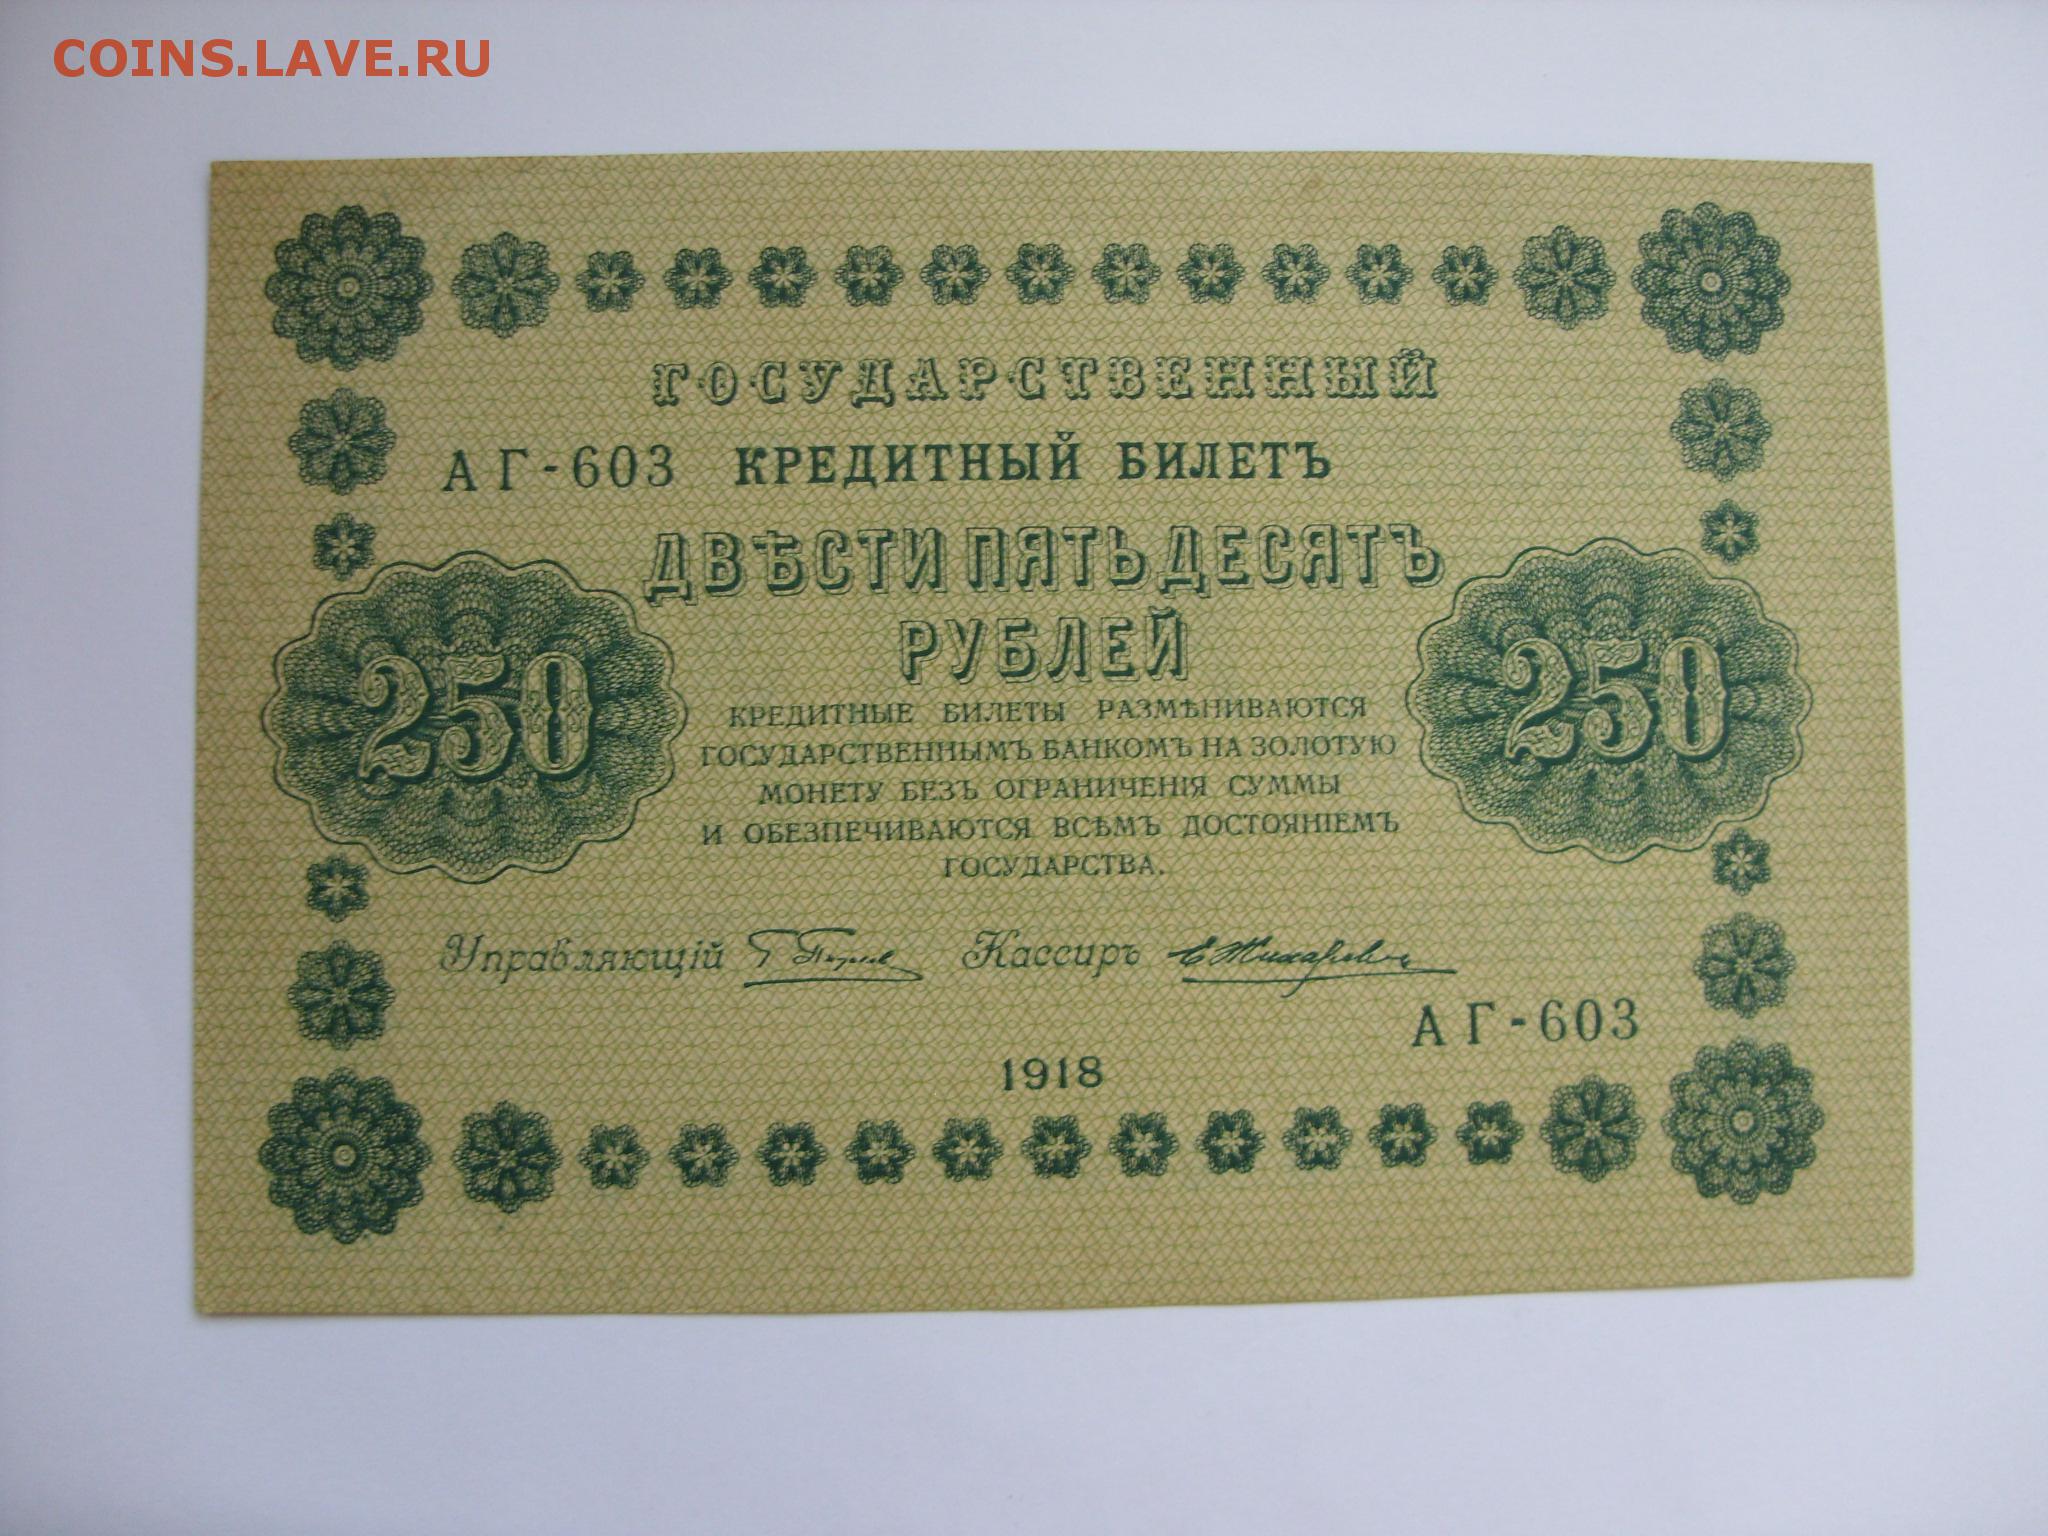 COINS.LAVE.RU
ГОСУДАРСТВЕННЫЙ
АГ-603 КРЕДИТНЫЙ БИЛЕТЪ
ДВѢСТИ ПЯТЬДЕСЯТЪ
РУБЛЕЙ
250
250
КРЕДИТНЫЕ БИЛЕТЫ РАЗМѢНИВАЮТСЯ
ГОСУДАРСТВЕННЫМЪ БАНКОМЪ НА ЗОЛОТУЮ
МОНЕТУ БЕЗЪ ОГРАНИЧЕНІЯ СУММЫ
И ОБЕЗПЕЧИВАЮТСЯ ВСѢМЪ ДОСТОЯНІЕМЪ
ГОСУДАРСТВА.
Управляющій Кассиръ
АГ-603
1918